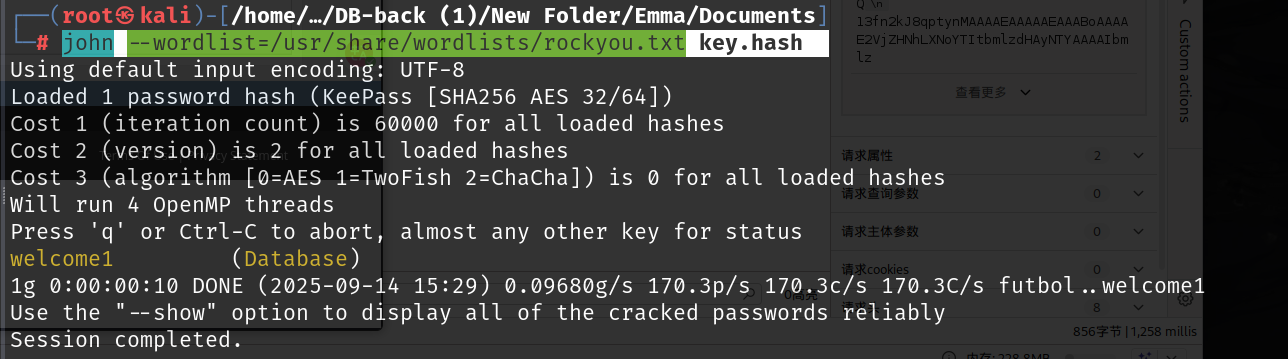 ┌──(root㉿kali)-[/home/…/DB-back (1)/New Folder/Emma/Documents]
└─# john --wordlist=/usr/share/wordlists/rockyou.txt key.hash
Using default input encoding: UTF-8
Loaded 1 password hash (KeePass [SHA256 AES 32/64])
Cost 1 (iteration count) is 60000 for all loaded hashes
Cost 2 (version) is 2 for all loaded hashes
Cost 3 (algorithm [0=AES 1=TwoFish 2=ChaCha]) is 0 for all loaded hashes
Will run 4 OpenMP threads
Press 'q' or Ctrl-C to abort, almost any other key for status
welcome1         (Database)
1g 0:00:00:10 DONE (2025-09-14 15:29) 0.09680g/s 170.3p/s 170.3c/s 170.3C/s futbol..welcome1
Use the "--show" option to display all of the cracked passwords reliably
Session completed.
Q \n
13fn2kJ8qptynMAAAAEAAAAAEAAABoAAAA
E2VjZHNhLXNoYTItbmlzdHAyNTYAAAAIbm
lz
查看更多
Custom actions
请求属性 2
请求查询参数 0
请求主体参数 0
请求cookies 0
8
0高亮
856字节 | 1,258 millis
内存: 228.8MB